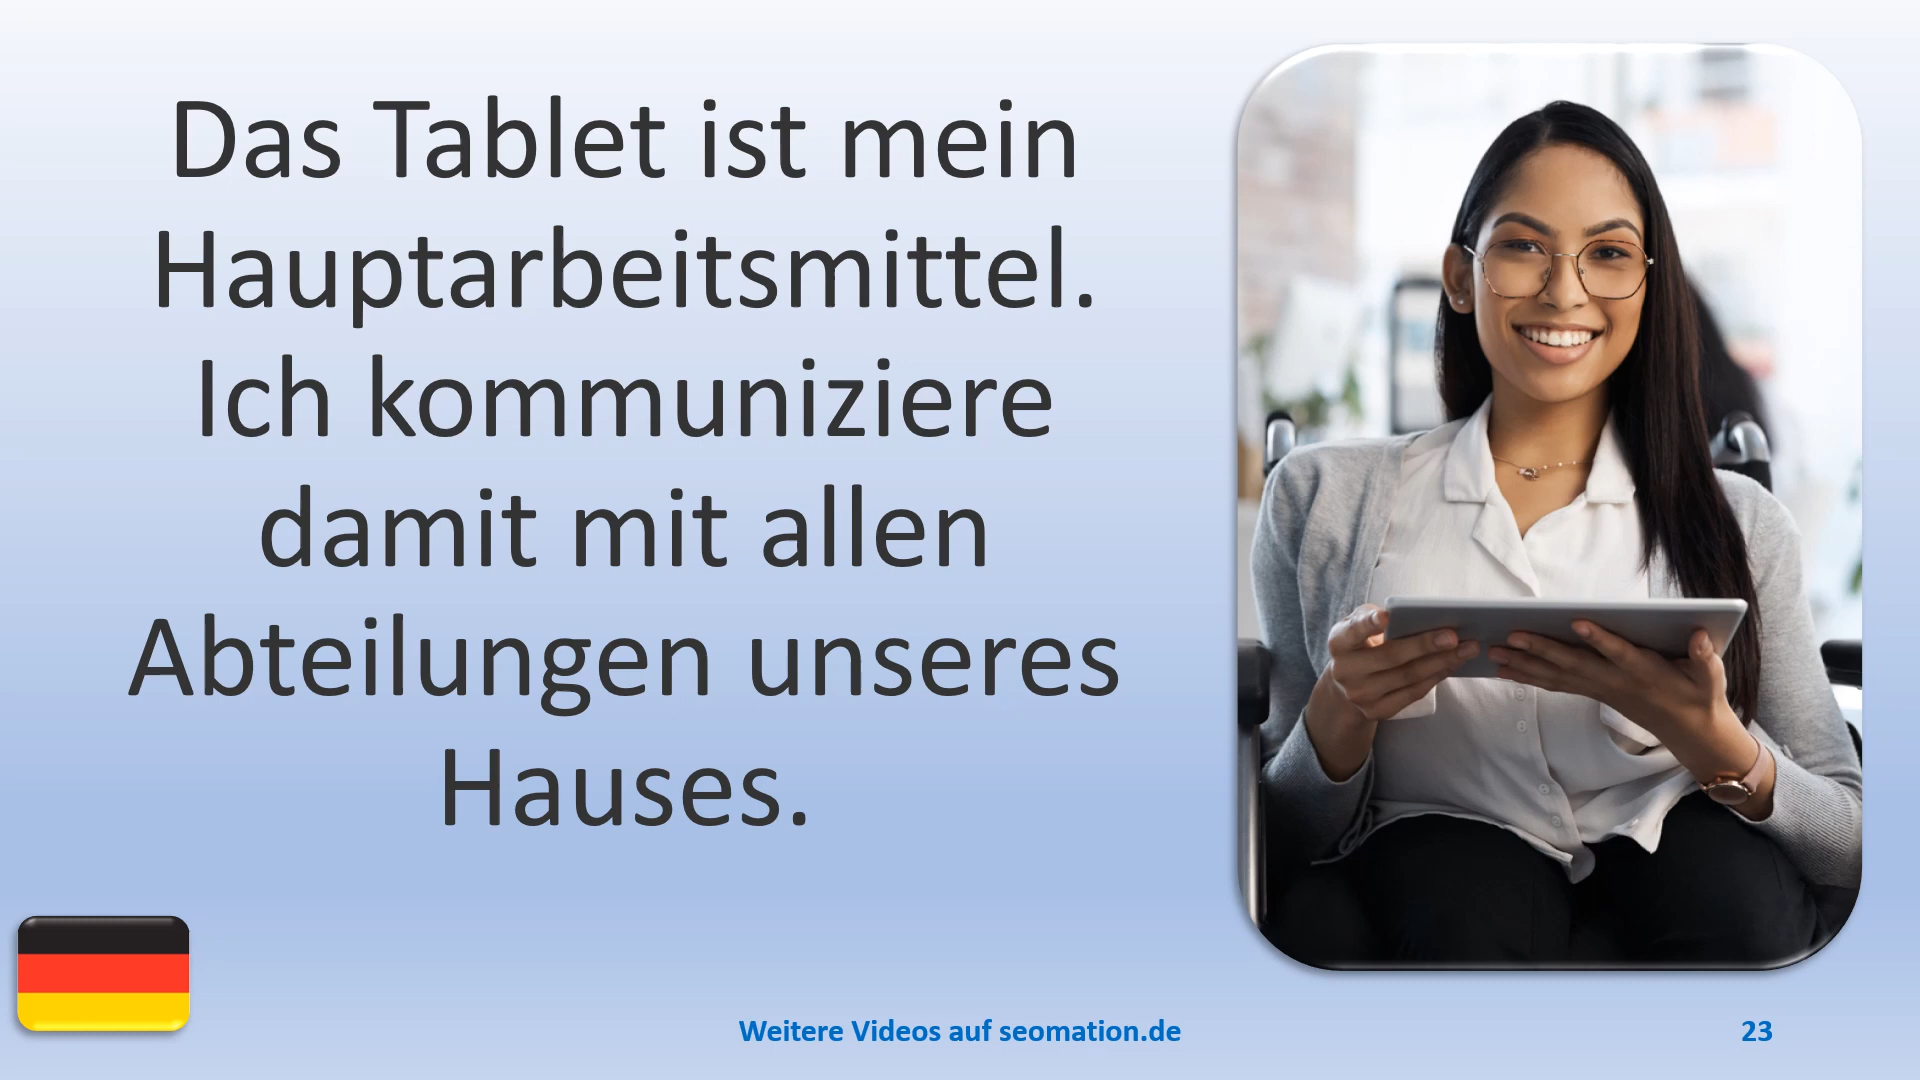 Das Tablet ist mein
Hauptarbeitsmittel.
Ich kommuniziere
damit mit allen
Abteilungen unseres
Hauses.
Weitere Videos auf seomation.de
23